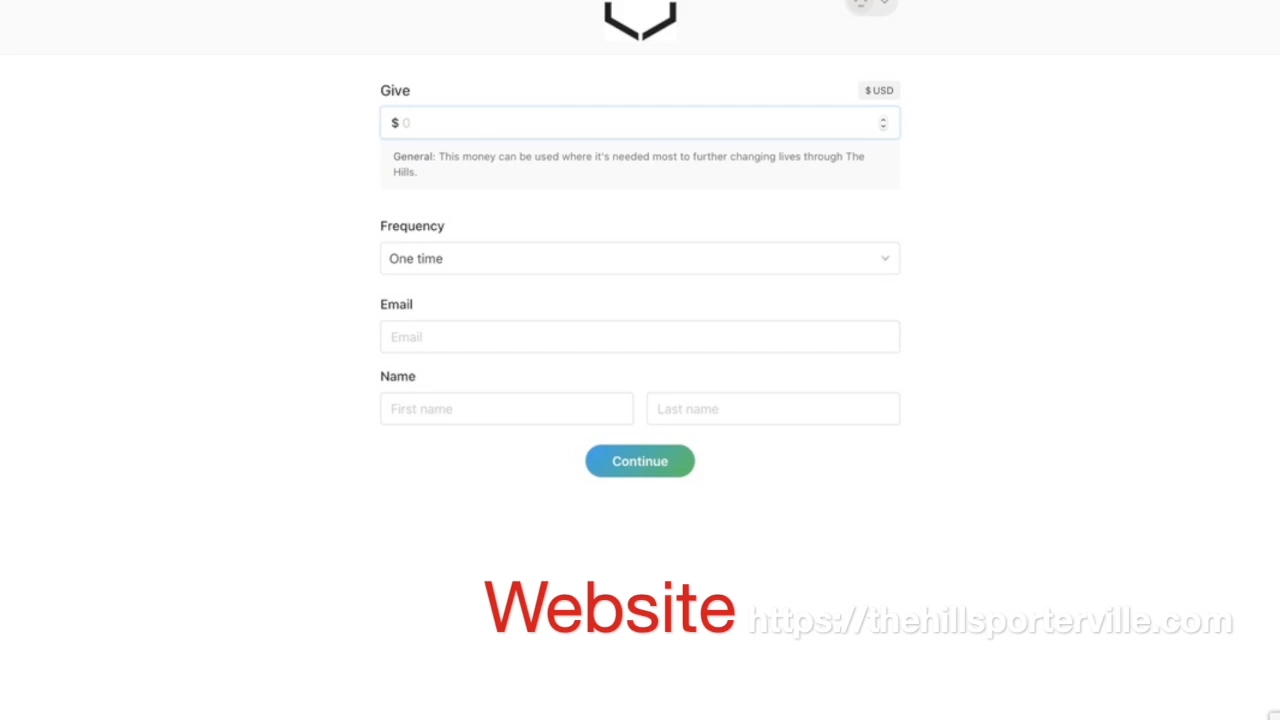 Give
$ USD
$ 0
General: This money can be used where it's needed most to further changing lives through The
Hills.
Frequency
One time
Email
Email
Name
First name Last name
Continue
Website https://thehillsporterville.com